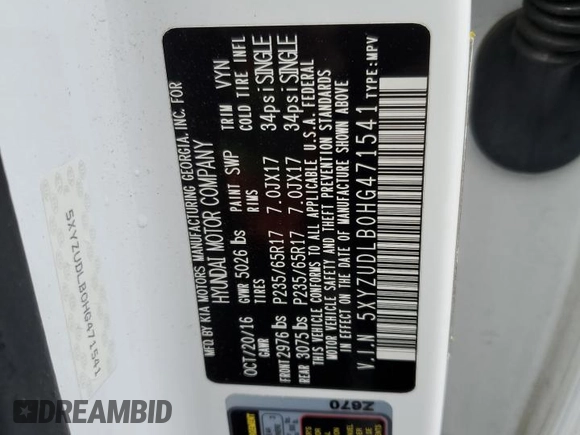 MFD BY KIA MOTORS MANUFACTURING GEORGIA, INC. FOR
HYUNDAI MOTOR COMPANY
OCT/20/16 GVWR 5026 lbs PAINT SWP TRIM VYN
GAWR TIRES RIMS COLD TIRE INFL
FRONT 2976 lbs P235/65R17 7.0JX17 34psi SINGLE
REAR 3075 lbs P235/65R17 7.0JX17 34psi SINGLE
THIS VEHICLE CONFORMS TO ALL APPLICABLE U.S.A. FEDERAL
MOTOR VEHICLE SAFETY AND THEFT PREVENTION STANDARDS
IN EFFECT ON THE DATE OF MANUFACTURE SHOWN ABOVE.
V.I.N 5XYZUDLB0HG471541 TYPE:MPV
5XYZUDLB0HG471541
Z670
DREAMBID